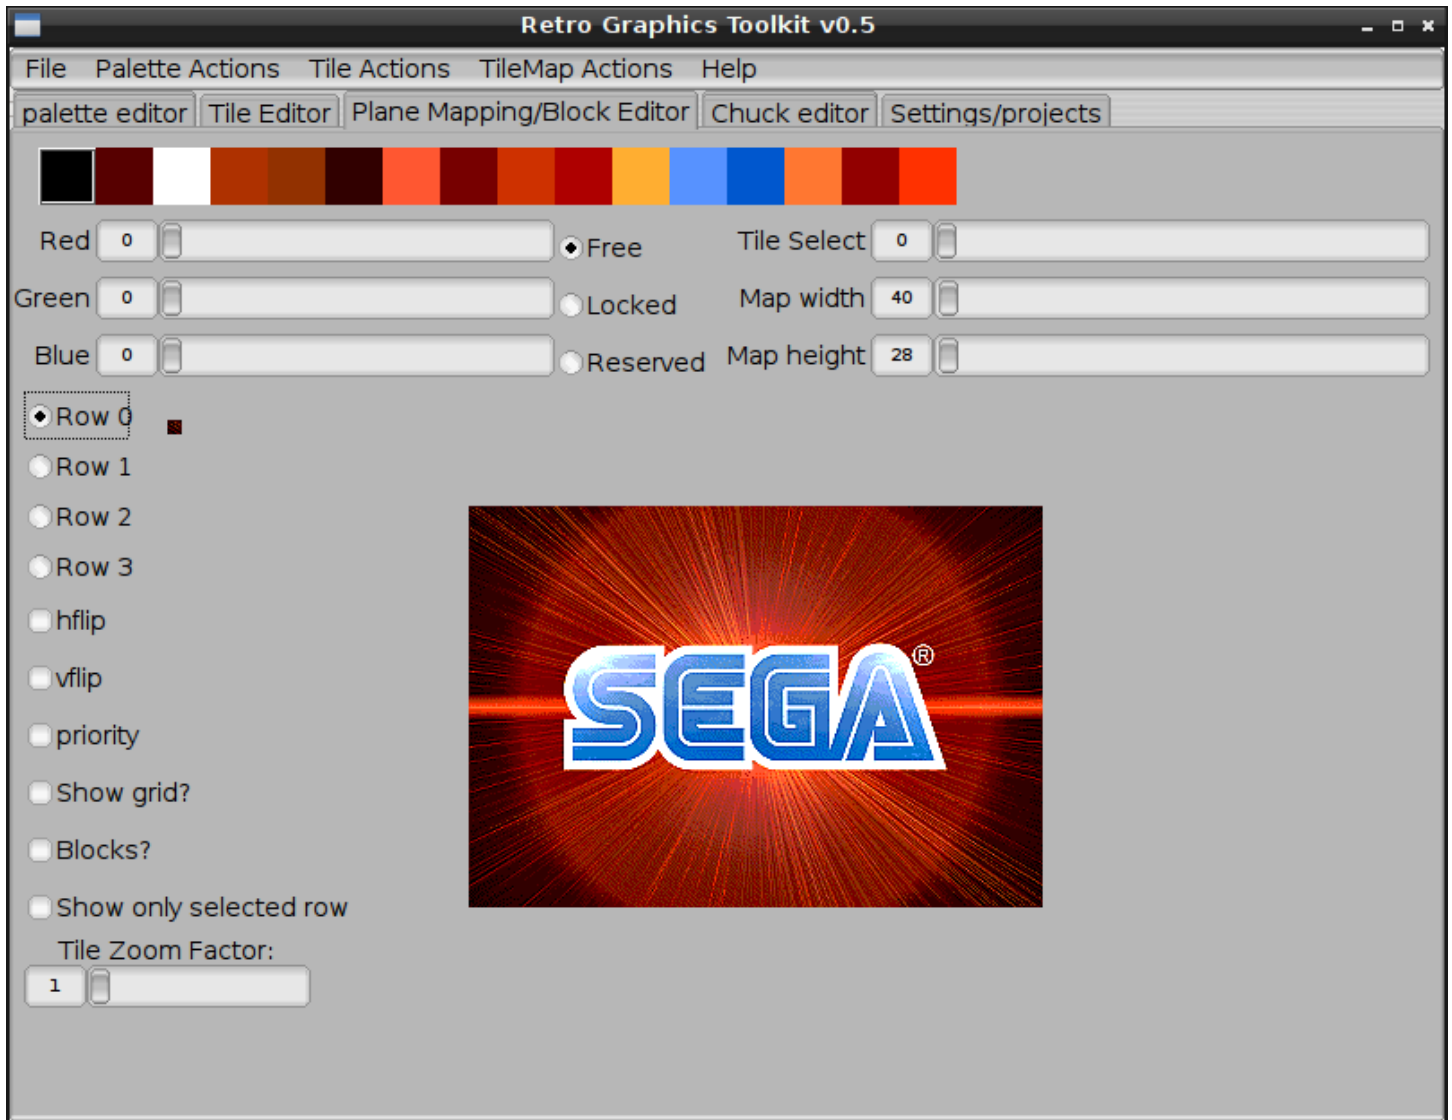 Retro Graphics Toolkit v0.5
File Palette Actions Tile Actions TileMap Actions Help
palette editor Tile Editor Plane Mapping/Block Editor Chuck editor Settings/projects
Red 0 Free Tile Select 0
Green 0 Locked Map width 40
Blue 0 Reserved Map height 28
Row 0
Row 1
Row 2
Row 3
hflip
vflip
priority
Show grid?
Blocks?
Show only selected row
Tile Zoom Factor:
1
SEGA®